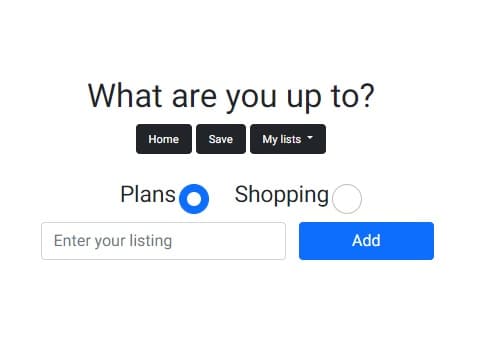 What are you up to?
Home Save My lists
Plans Shopping
Enter your listing Add